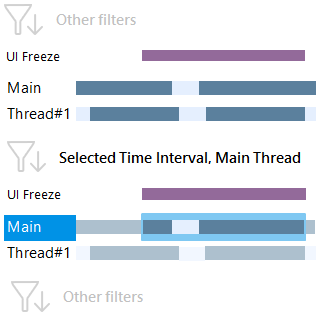 Other filters
UI Freeze
Main
Thread#1
Selected Time Interval, Main Thread
UI Freeze
Main
Thread#1
Other filters